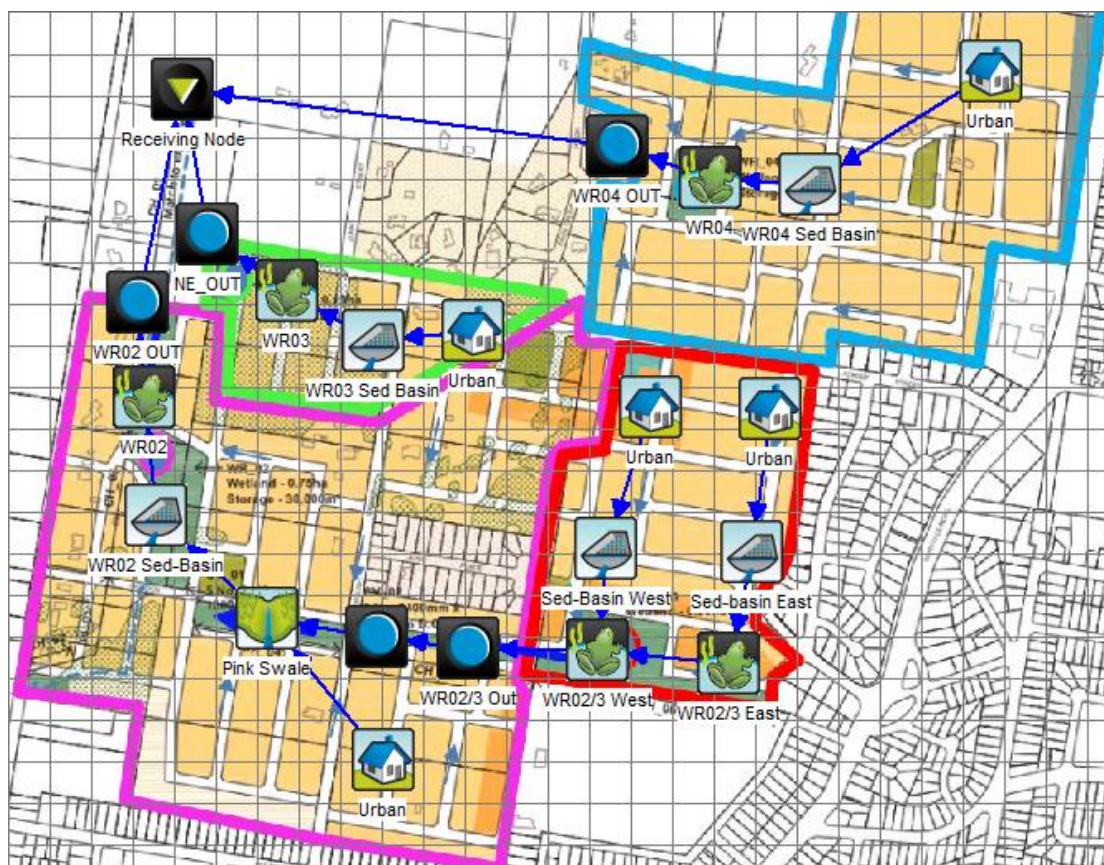 Receiving Node
Urban
WR04 OUT
WR04
WR04 Sed Basin
NE_OUT
WR03
WR03 Sed Basin
Urban
WR02 OUT
WR02
Urban
Urban
Wetland - 0.75ha
Storage - 30,000m³
WR02 Sed-Basin
Sed-Basin West
Sed-basin East
Pink Swale
WR02/3 Out
WR02/3 West
WR02/3 East
Urban